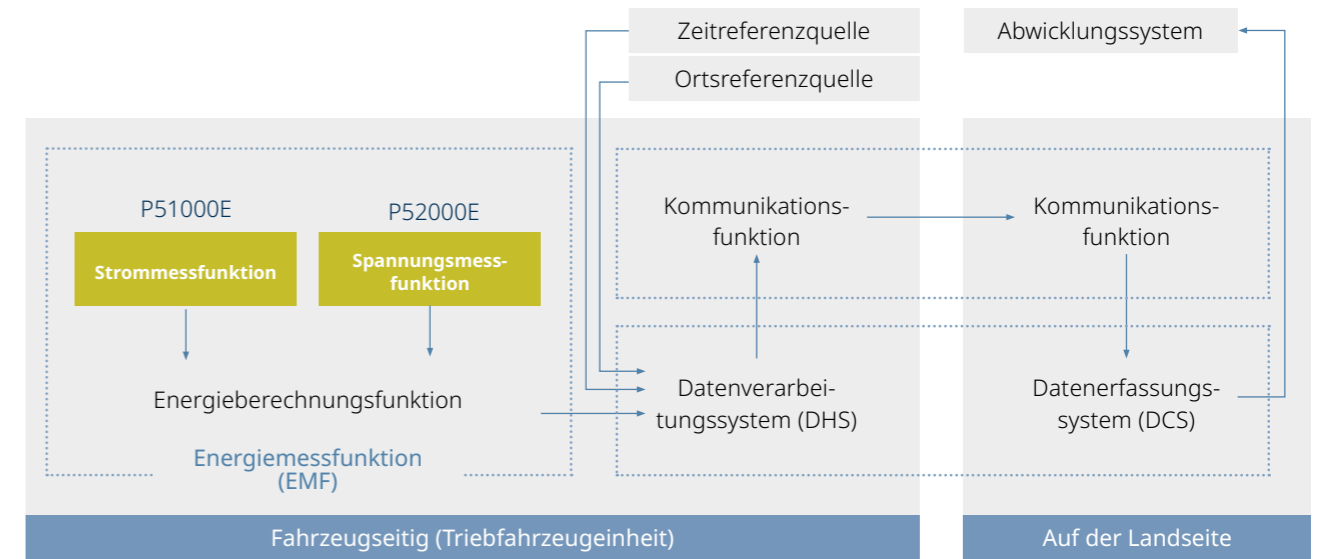 Zeitreferenzquelle
Ortsreferenzquelle
Abwicklungssystem
P51000E
Strommessfunktion
P52000E
Spannungsmess-
funktion
Energieberechnungsfunktion
Energiemessfunktion
(EMF)
Kommunikations-
funktion
Datenverarbei-
tungssystem (DHS)
Kommunikations-
funktion
Datenerfassungs-
system (DCS)
Fahrzeugseitig (Triebfahrzeugeinheit)
Auf der Landseite